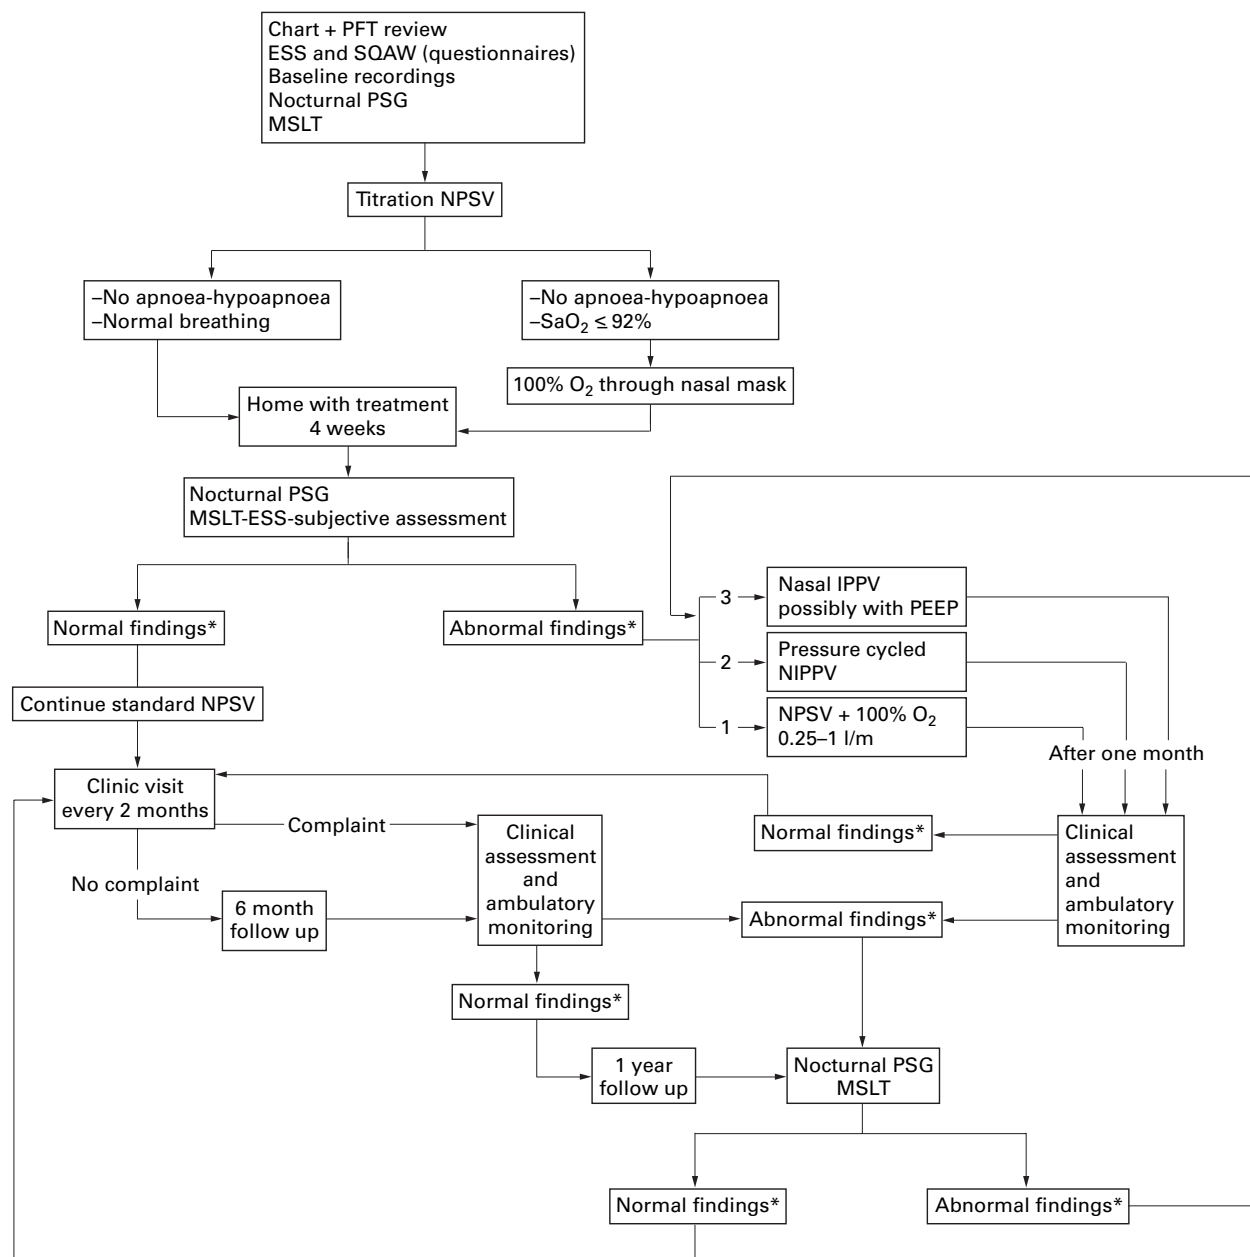 Chart + PFT review
ESS and SQAW (questionnaires)
Baseline recordings
Nocturnal PSG
MSLT
Titration NPSV
–No apnoea-hypoapnoea
–Normal breathing
–No apnoea-hypoapnoea
–SaO₂ ≤ 92%
100% O₂ through nasal mask
Home with treatment
4 weeks
Nocturnal PSG
MSLT-ESS-subjective assessment
Normal findings*
Abnormal findings*
3
Nasal IPPV
possibly with PEEP
2
Pressure cycled
NIPPV
1
NPSV + 100% O₂
0.25–1 l/m
Continue standard NPSV
After one month
Clinic visit
every 2 months
Complaint
No complaint
6 month
follow up
Clinical
assessment
and
ambulatory
monitoring
Normal findings*
Abnormal findings*
Clinical
assessment
and
ambulatory
monitoring
Normal findings*
1 year
follow up
Nocturnal PSG
MSLT
Normal findings*
Abnormal findings*